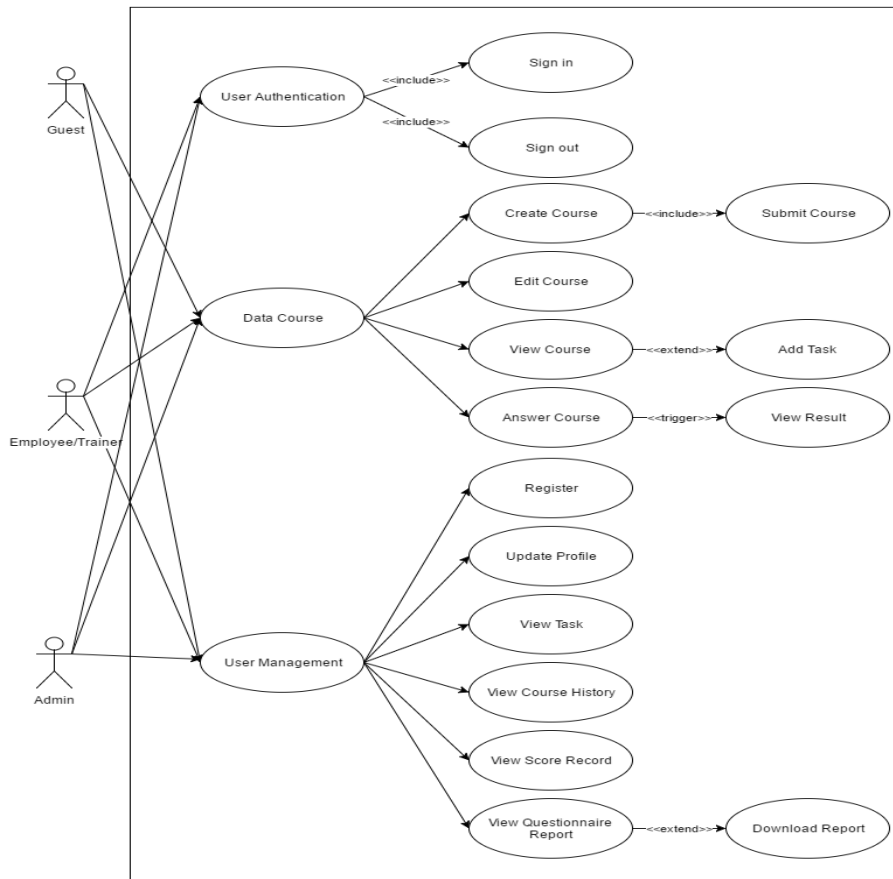 Sign in
<<include>>
User Authentication
<<include>>
Guest
Sign out
Create Course
<<include>>
Submit Course
Edit Course
Data Course
View Course
<<extend>>
Add Task
Answer Course
<<trigger>>
View Result
Employee/Trainer
Register
Update Profile
View Task
User Management
Admin
View Course History
View Score Record
View Questionnaire
Report
<<extend>>
Download Report